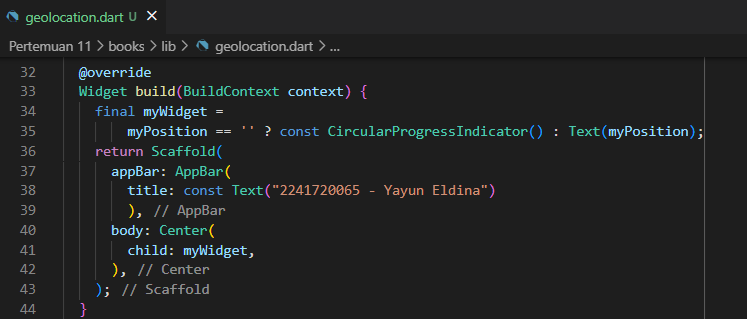 geolocation.dart U ×
Pertemuan 11 > books > lib > geolocation.dart > ...
32 @override
33 Widget build(BuildContext context) {
34 final myWidget =
35 myPosition == '' ? const CircularProgressIndicator() : Text(myPosition);
36 return Scaffold(
37 appBar: AppBar(
38 title: const Text("2241720065 - Yayun Eldina")
39 ), // AppBar
40 body: Center(
41 child: myWidget,
42 ), // Center
43 ); // Scaffold
44 }